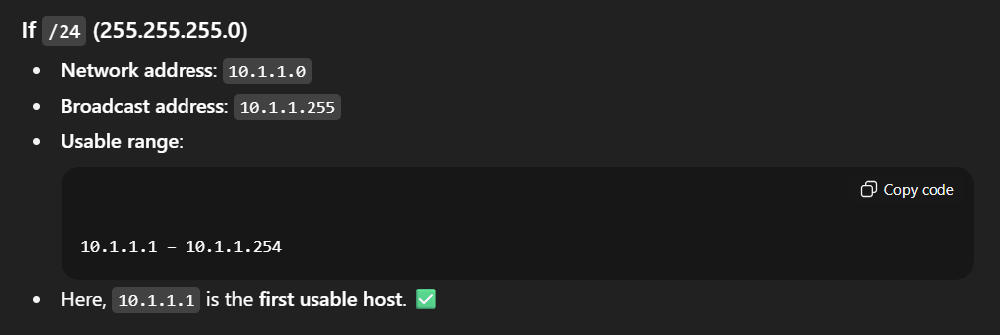 If /24 (255.255.255.0)
• Network address: 10.1.1.0
• Broadcast address: 10.1.1.255
• Usable range:
Copy code
10.1.1.1 – 10.1.1.254
• Here, 10.1.1.1 is the first usable host. ✅